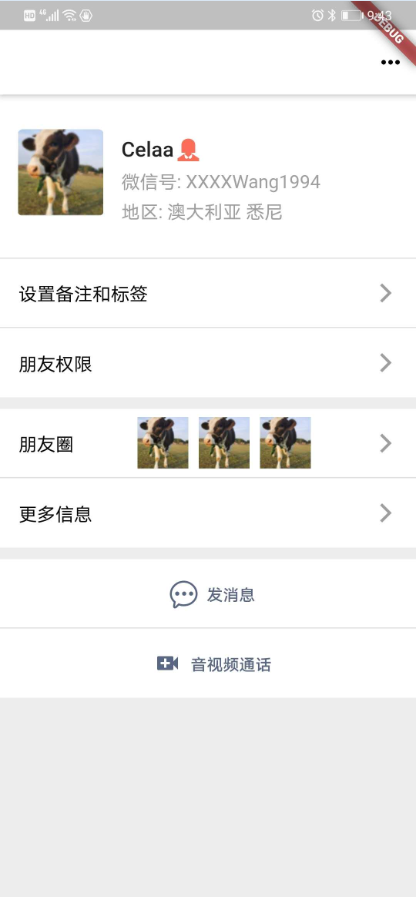 HD 4G 9:43
DEBUG
Celaa
微信号: XXXXWang1994
地区: 澳大利亚 悉尼
设置备注和标签
朋友权限
朋友圈
更多信息
发消息
音视频通话